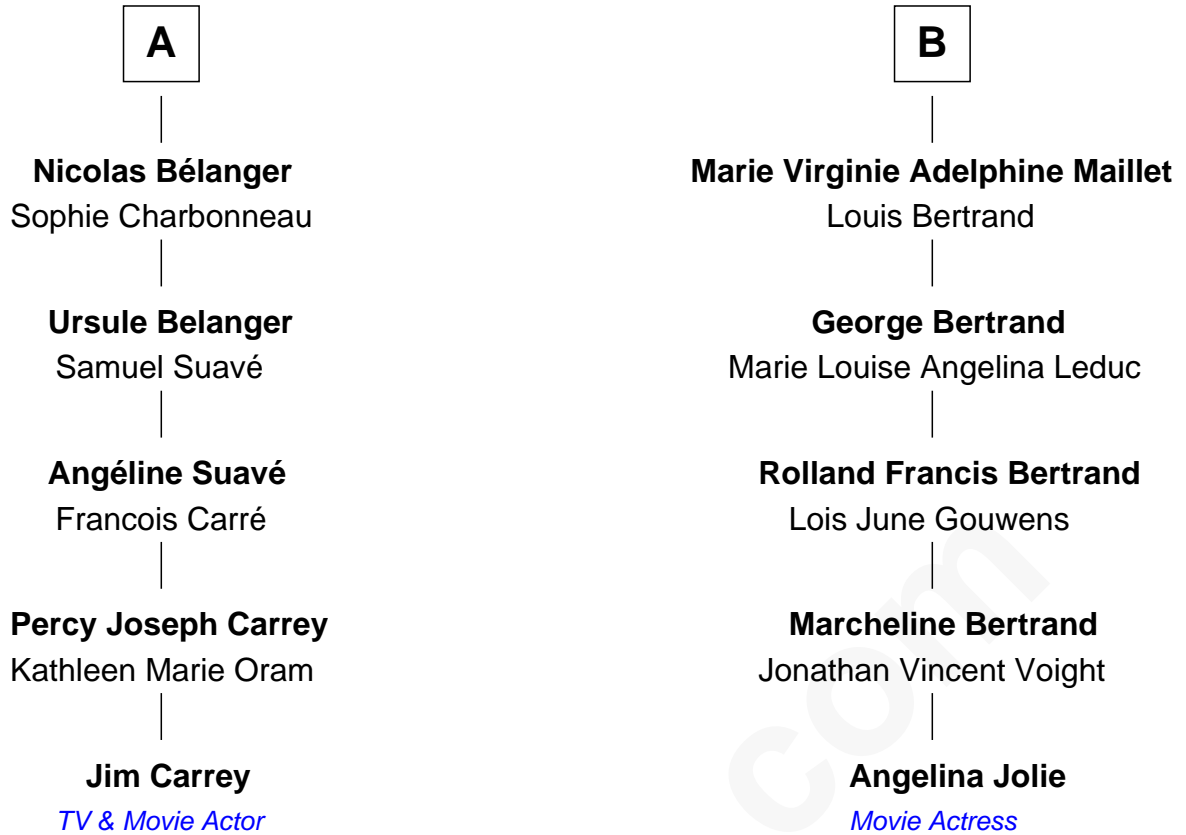 A
Nicolas Bélanger
Sophie Charbonneau
Ursule Belanger
Samuel Suavé
Angéline Suavé
Francois Carré
Percy Joseph Carrey
Kathleen Marie Oram
Jim Carrey
TV & Movie Actor
B
Marie Virginie Adelphine Maillet
Louis Bertrand
George Bertrand
Marie Louise Angelina Leduc
Rolland Francis Bertrand
Lois June Gouwens
Marcheline Bertrand
Jonathan Vincent Voight
Angelina Jolie
Movie Actress
com